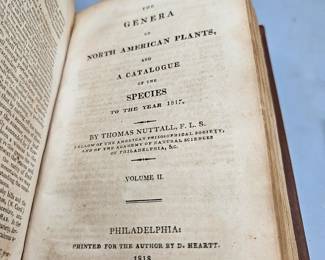 THE
GENERA
OF
NORTH AMERICAN PLANTS,
AND
A CATALOGUE
OF THE
SPECIES
TO THE YEAR 1817.
BY THOMAS NUTTALL, F. L. S.
FELLOW OF THE AMERICAN PHILOSOPHICAL SOCIETY,
AND OF THE ACADEMY OF NATURAL SCIENCES
OF PHILADELPHIA, &C.
VOLUME II.
PHILADELPHIA:
PRINTED FOR THE AUTHOR BY D. HEARTT.
1818.